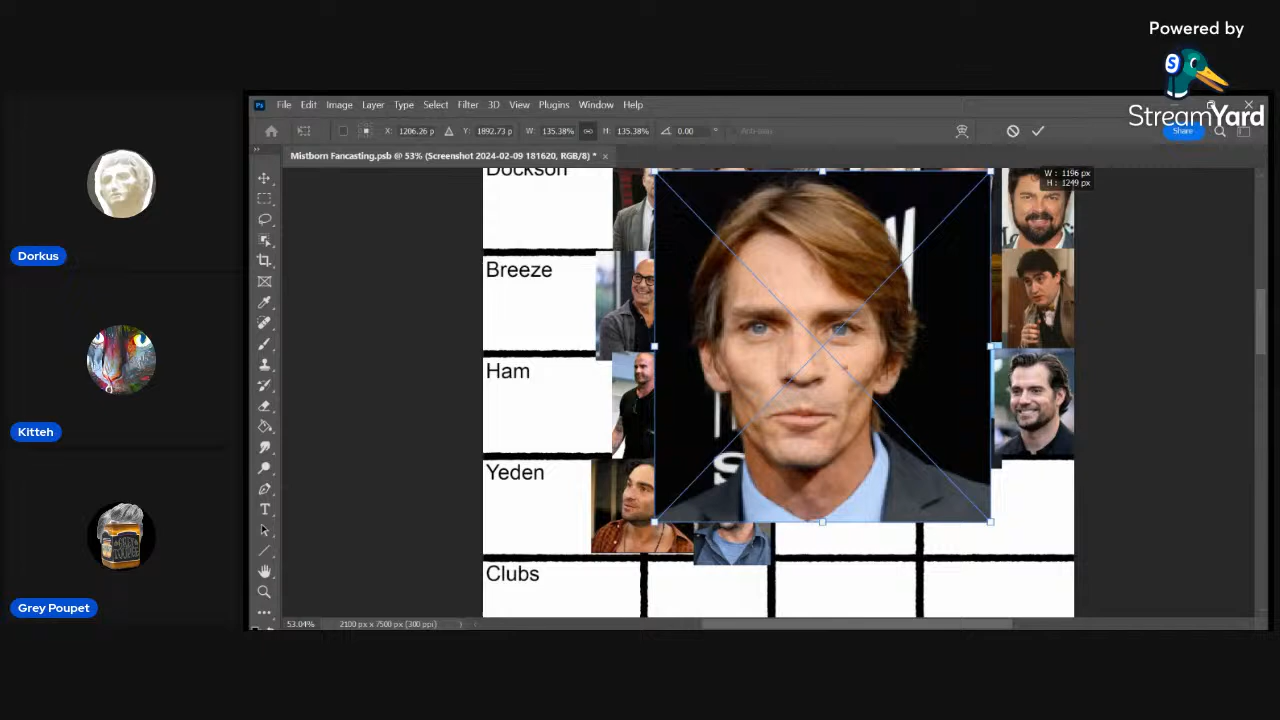 Powered by
StreamYard
File Edit Image Layer Type Select Filter 3D View Plugins Window Help
X: 1206.26 p Y: 1892.73 p W: 135.38% H: 135.38% 0.00 ° Anti-alias
Share
Mistborn Fancasting.psb @ 53% (Screenshot 2024-02-09 181620, RGB/8) * ×
W : 1196 px
H : 1249 px
Dockson
Breeze
Ham
Yeden
Clubs
53.04% 2100 px x 7500 px (300 ppi)
Dorkus
Kitteh
Grey Poupet